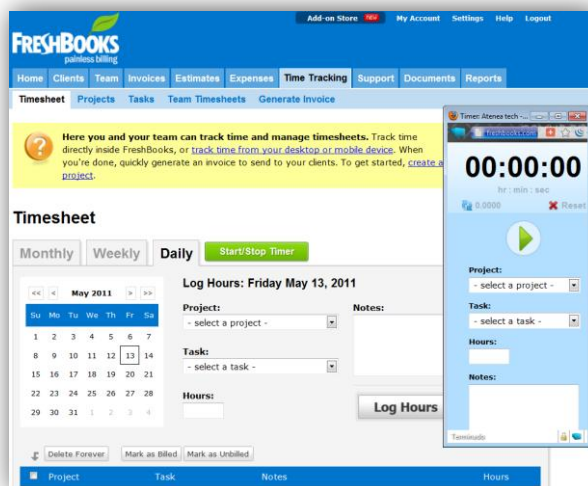 Add-on Store NEW My Account Settings Help Logout
FRESHBOOKS
painless billing
Home Clients Team Invoices Estimates Expenses Time Tracking Support Documents Reports
Timesheet Projects Tasks Team Timesheets Generate Invoice
Here you and your team can track time and manage timesheets. Track time
directly inside FreshBooks, or track time from your desktop or mobile device. When
you're done, quickly generate an invoice to send to your clients. To get started, create a
project.
Timesheet
Monthly Weekly Daily Start/Stop Timer
<< < May 2011 > >>
Su Mo Tu We Th Fr Sa
1 2 3 4 5 6 7
8 9 10 11 12 13 14
15 16 17 18 19 20 21
22 23 24 25 26 27 28
29 30 31 1 2 3 4
Log Hours: Friday May 13, 2011
Project:
- select a project -
Task:
- select a task -
Hours:
Notes:
Log Hours
Delete Forever Mark as Billed Mark as Unbilled
Project Task Notes Hours
Timer: Atenea tech -...
00:00:00
hr : min : sec
0.0000 Reset
Project:
- select a project -
Task:
- select a task -
Hours:
Notes:
Terminado